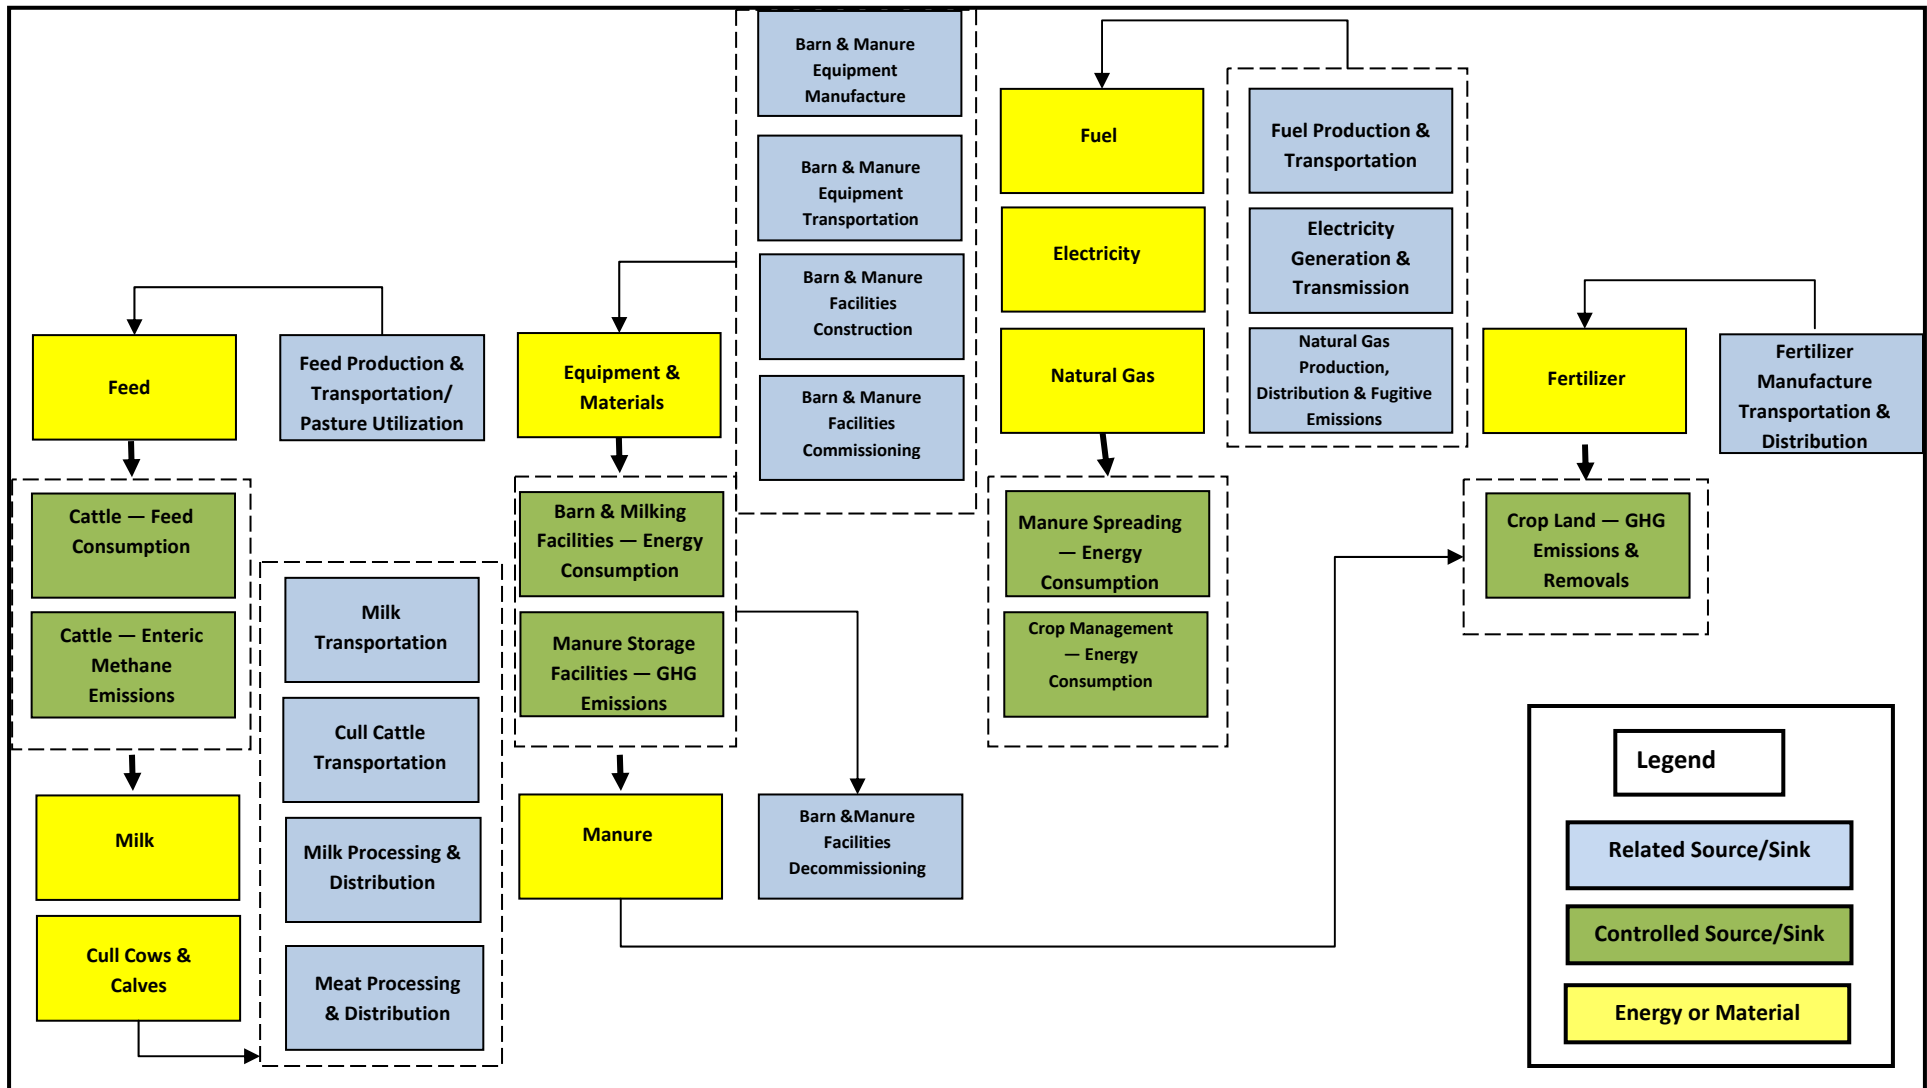 Barn & Manure
Equipment
Manufacture
Barn & Manure
Equipment
Transportation
Barn & Manure
Facilities
Construction
Barn & Manure
Facilities
Commissioning
Fuel
Electricity
Natural Gas
Fuel Production &
Transportation
Electricity
Generation &
Transmission
Natural Gas
Production,
Distribution & Fugitive
Emissions
Feed
Feed Production &
Transportation/
Pasture Utilization
Equipment &
Materials
Fertilizer
Fertilizer
Manufacture
Transportation &
Distribution
Cattle — Feed
Consumption
Cattle — Enteric
Methane
Emissions
Milk
Transportation
Cull Cattle
Transportation
Milk Processing &
Distribution
Meat Processing
& Distribution
Barn & Milking
Facilities — Energy
Consumption
Manure Storage
Facilities — GHG
Emissions
Manure Spreading
— Energy
Consumption
Crop Management
— Energy
Consumption
Crop Land — GHG
Emissions &
Removals
Milk
Cull Cows &
Calves
Manure
Barn &Manure
Facilities
Decommissioning
Legend
Related Source/Sink
Controlled Source/Sink
Energy or Material